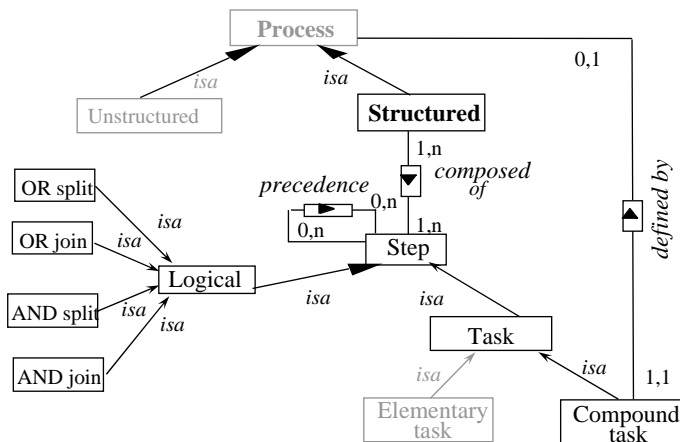 Process
0,1
isa
isa
Unstructured
Structured
1,n
composed
of
precedence
0,n
defined by
OR split
isa
0,n
1,n
OR join
isa
Step
Logical
isa
isa
AND split
isa
isa
Task
AND join
isa
isa
1,1
Elementary
task
Compound
task